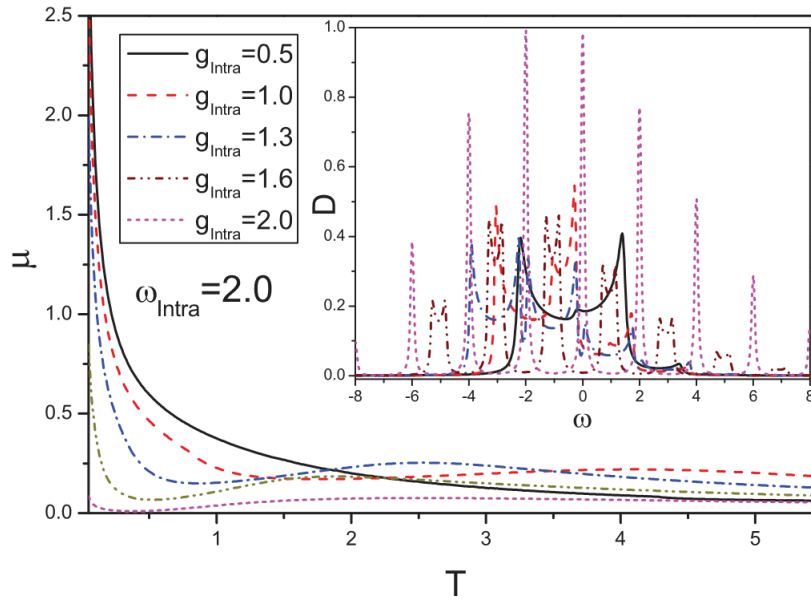 2.5
2.0
1.5
1.0
0.5
0.0
μ
g_Intra=0.5
g_Intra=1.0
g_Intra=1.3
g_Intra=1.6
g_Intra=2.0
ω_Intra=2.0
1.0
0.8
0.6
0.4
0.2
0.0
D
-8 -6 -4 -2 0 2 4 6 8
ω
1 2 3 4 5
T